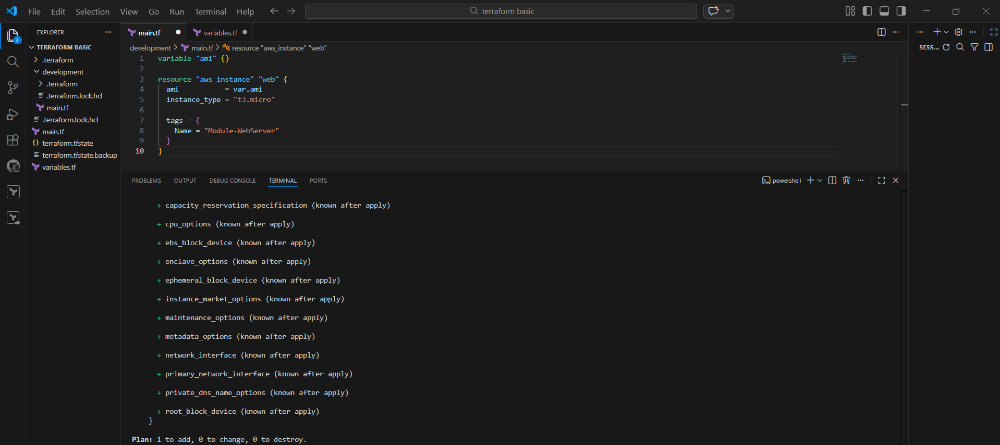 File Edit Selection View Go Run Terminal Help
terraform basic
EXPLORER
2
TERRAFORM BASIC
.terraform
development
.terraform
.terraform.lock.hcl
main.tf
.terraform.lock.hcl
main.tf
terraform.tfstate
terraform.tfstate.backup
variables.tf
main.tf
variables.tf
development > main.tf > resource "aws_instance" "web"
1 variable "ami" {}
2
3 resource "aws_instance" "web" {
4 ami = var.ami
5 instance_type = "t3.micro"
6
7 tags = {
8 Name = "Module-WebServer"
9 }
10 }
PROBLEMS OUTPUT DEBUG CONSOLE TERMINAL PORTS
powershell
+ capacity_reservation_specification (known after apply)
+ cpu_options (known after apply)
+ ebs_block_device (known after apply)
+ enclave_options (known after apply)
+ ephemeral_block_device (known after apply)
+ instance_market_options (known after apply)
+ maintenance_options (known after apply)
+ metadata_options (known after apply)
+ network_interface (known after apply)
+ primary_network_interface (known after apply)
+ private_dns_name_options (known after apply)
+ root_block_device (known after apply)
}
Plan: 1 to add, 0 to change, 0 to destroy.
SESS...